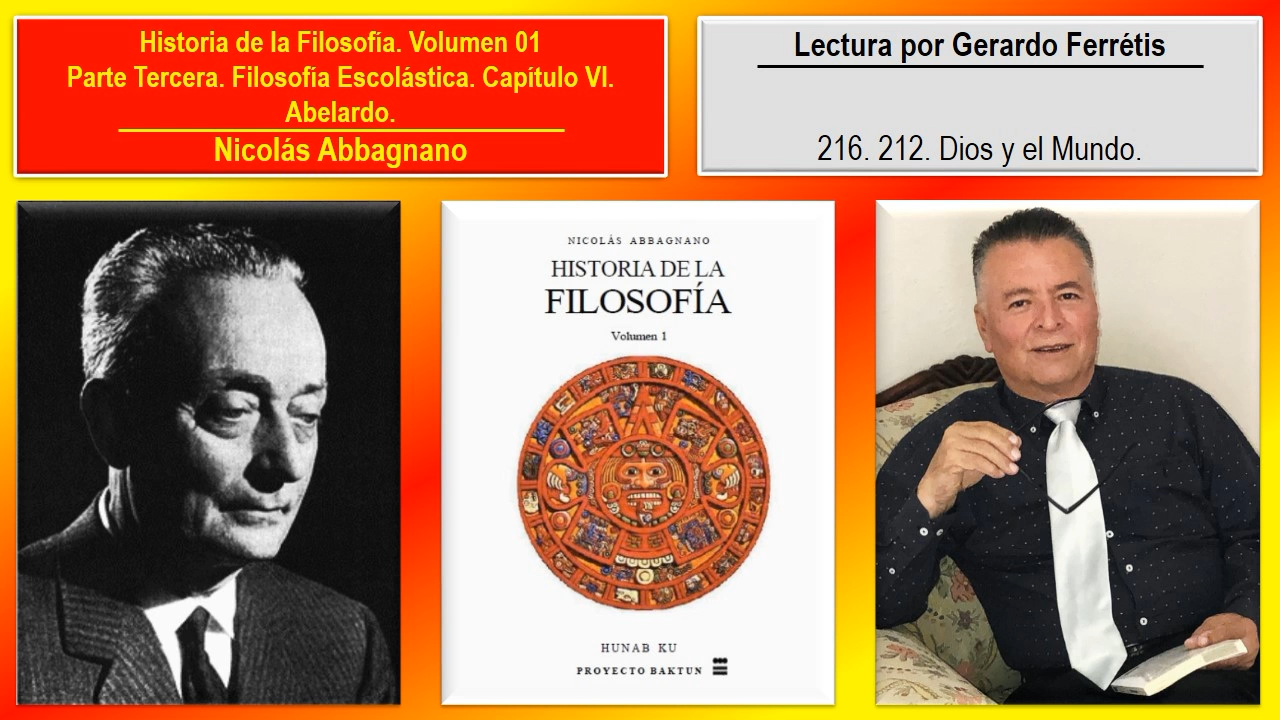 Historia de la Filosofía. Volumen 01
Parte Tercera. Filosofía Escolástica. Capítulo VI.
Abelardo.
Nicolás Abbagnano
Lectura por Gerardo Ferrétis
216. 212. Dios y el Mundo.
NICOLÁS ABBAGNANO
HISTORIA DE LA
FILOSOFÍA
Volumen 1
HUNAB KU
PROYECTO BAKTUN